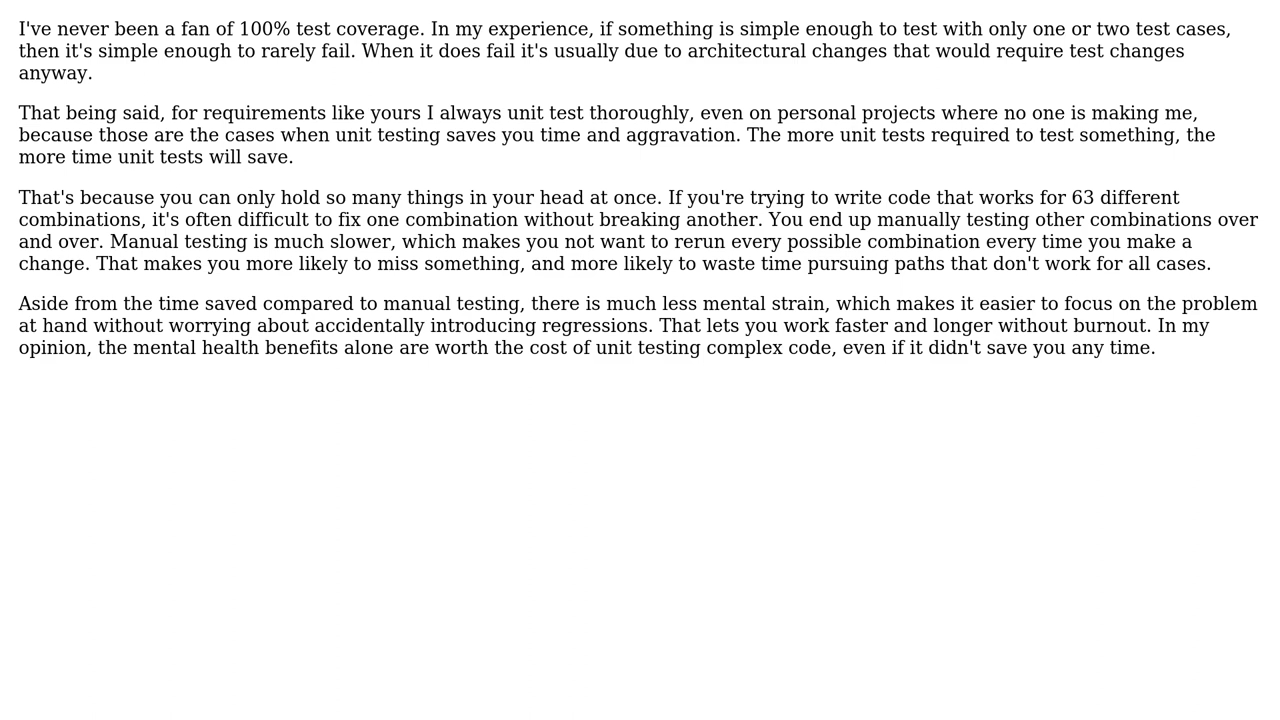 I've never been a fan of 100% test coverage. In my experience, if something is simple enough to test with only one or two test cases,
then it's simple enough to rarely fail. When it does fail it's usually due to architectural changes that would require test changes
anyway.
That being said, for requirements like yours I always unit test thoroughly, even on personal projects where no one is making me,
because those are the cases when unit testing saves you time and aggravation. The more unit tests required to test something, the
more time unit tests will save.
That's because you can only hold so many things in your head at once. If you're trying to write code that works for 63 different
combinations, it's often difficult to fix one combination without breaking another. You end up manually testing other combinations over
and over. Manual testing is much slower, which makes you not want to rerun every possible combination every time you make a
change. That makes you more likely to miss something, and more likely to waste time pursuing paths that don't work for all cases.
Aside from the time saved compared to manual testing, there is much less mental strain, which makes it easier to focus on the problem
at hand without worrying about accidentally introducing regressions. That lets you work faster and longer without burnout. In my
opinion, the mental health benefits alone are worth the cost of unit testing complex code, even if it didn't save you any time.